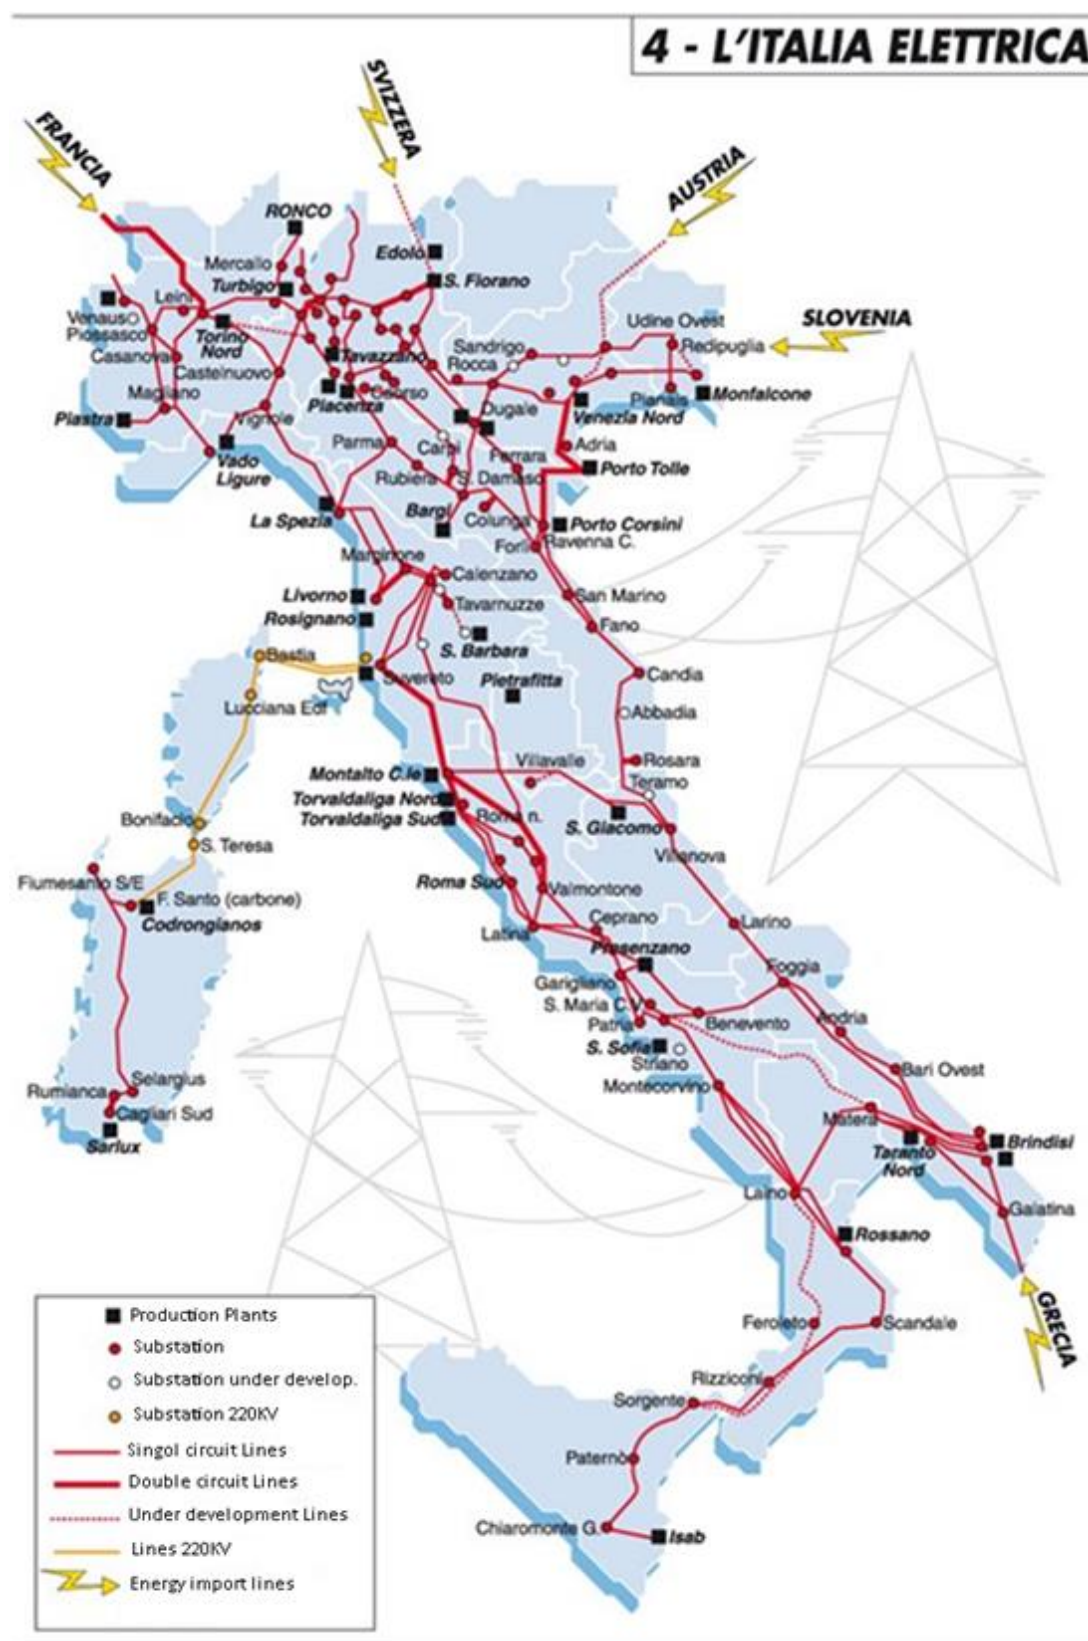 4 - L'ITALIA ELETTRICA
FRANCIA
SVIZZERA
AUSTRIA
SLOVENIA
GRECIA
RONCO
Edolo
Mercallo
S. Fiorano
Turbigo
Leini
Venaus
Piossasco
Torino
Nord
Udine Ovest
Redipuglia
Sandrigo
Rocca
Casanova
Castelnuovo
Tavazzano
Magliano
Piacenza
Caorso
Planais
Monfalcone
Venezia Nord
Dugale
Piastra
Vignole
Parma
Carpi
Adria
Ferrara
Vado
Ligure
Rubiera
S. Damaso
Porto Tolle
La Spezia
Bargi
Colunga
Porto Corsini
Forlì
Ravenna C.
Marginone
Calenzano
Livorno
Tavarnuzze
San Marino
Rosignano
Fano
S. Barbara
Bastia
Suvereto
Pietrafitta
Candia
Lucciana Edf
Abbadia
Villavalle
Rosara
Montalto C.le
Teramo
Torvaldaliga Nord
Torvaldaliga Sud
Roma n.
Bonifacio
S. Giacomo
S. Teresa
Villanova
Fiumesanto S/E
Roma Sud
Valmontone
F. Santo (carbone)
Codrongianos
Ceprano
Larino
Latina
Presenzano
Foggia
Garigliano
S. Maria C.V.
Patria
Benevento
Andria
S. Sofia
Striano
Bari Ovest
Rumianca
Selargius
Montecorvino
Cagliari Sud
Matera
Sarlux
Taranto
Nord
Brindisi
Laino
Galatina
Rossano
Feroleto
Scandale
Rizziconi
Sorgente
Paternò
Chiaromonte G.
Isab
Production Plants
Substation
Substation under develop.
Substation 220KV
Singol circuit Lines
Double circuit Lines
Under development Lines
Lines 220KV
Energy import lines